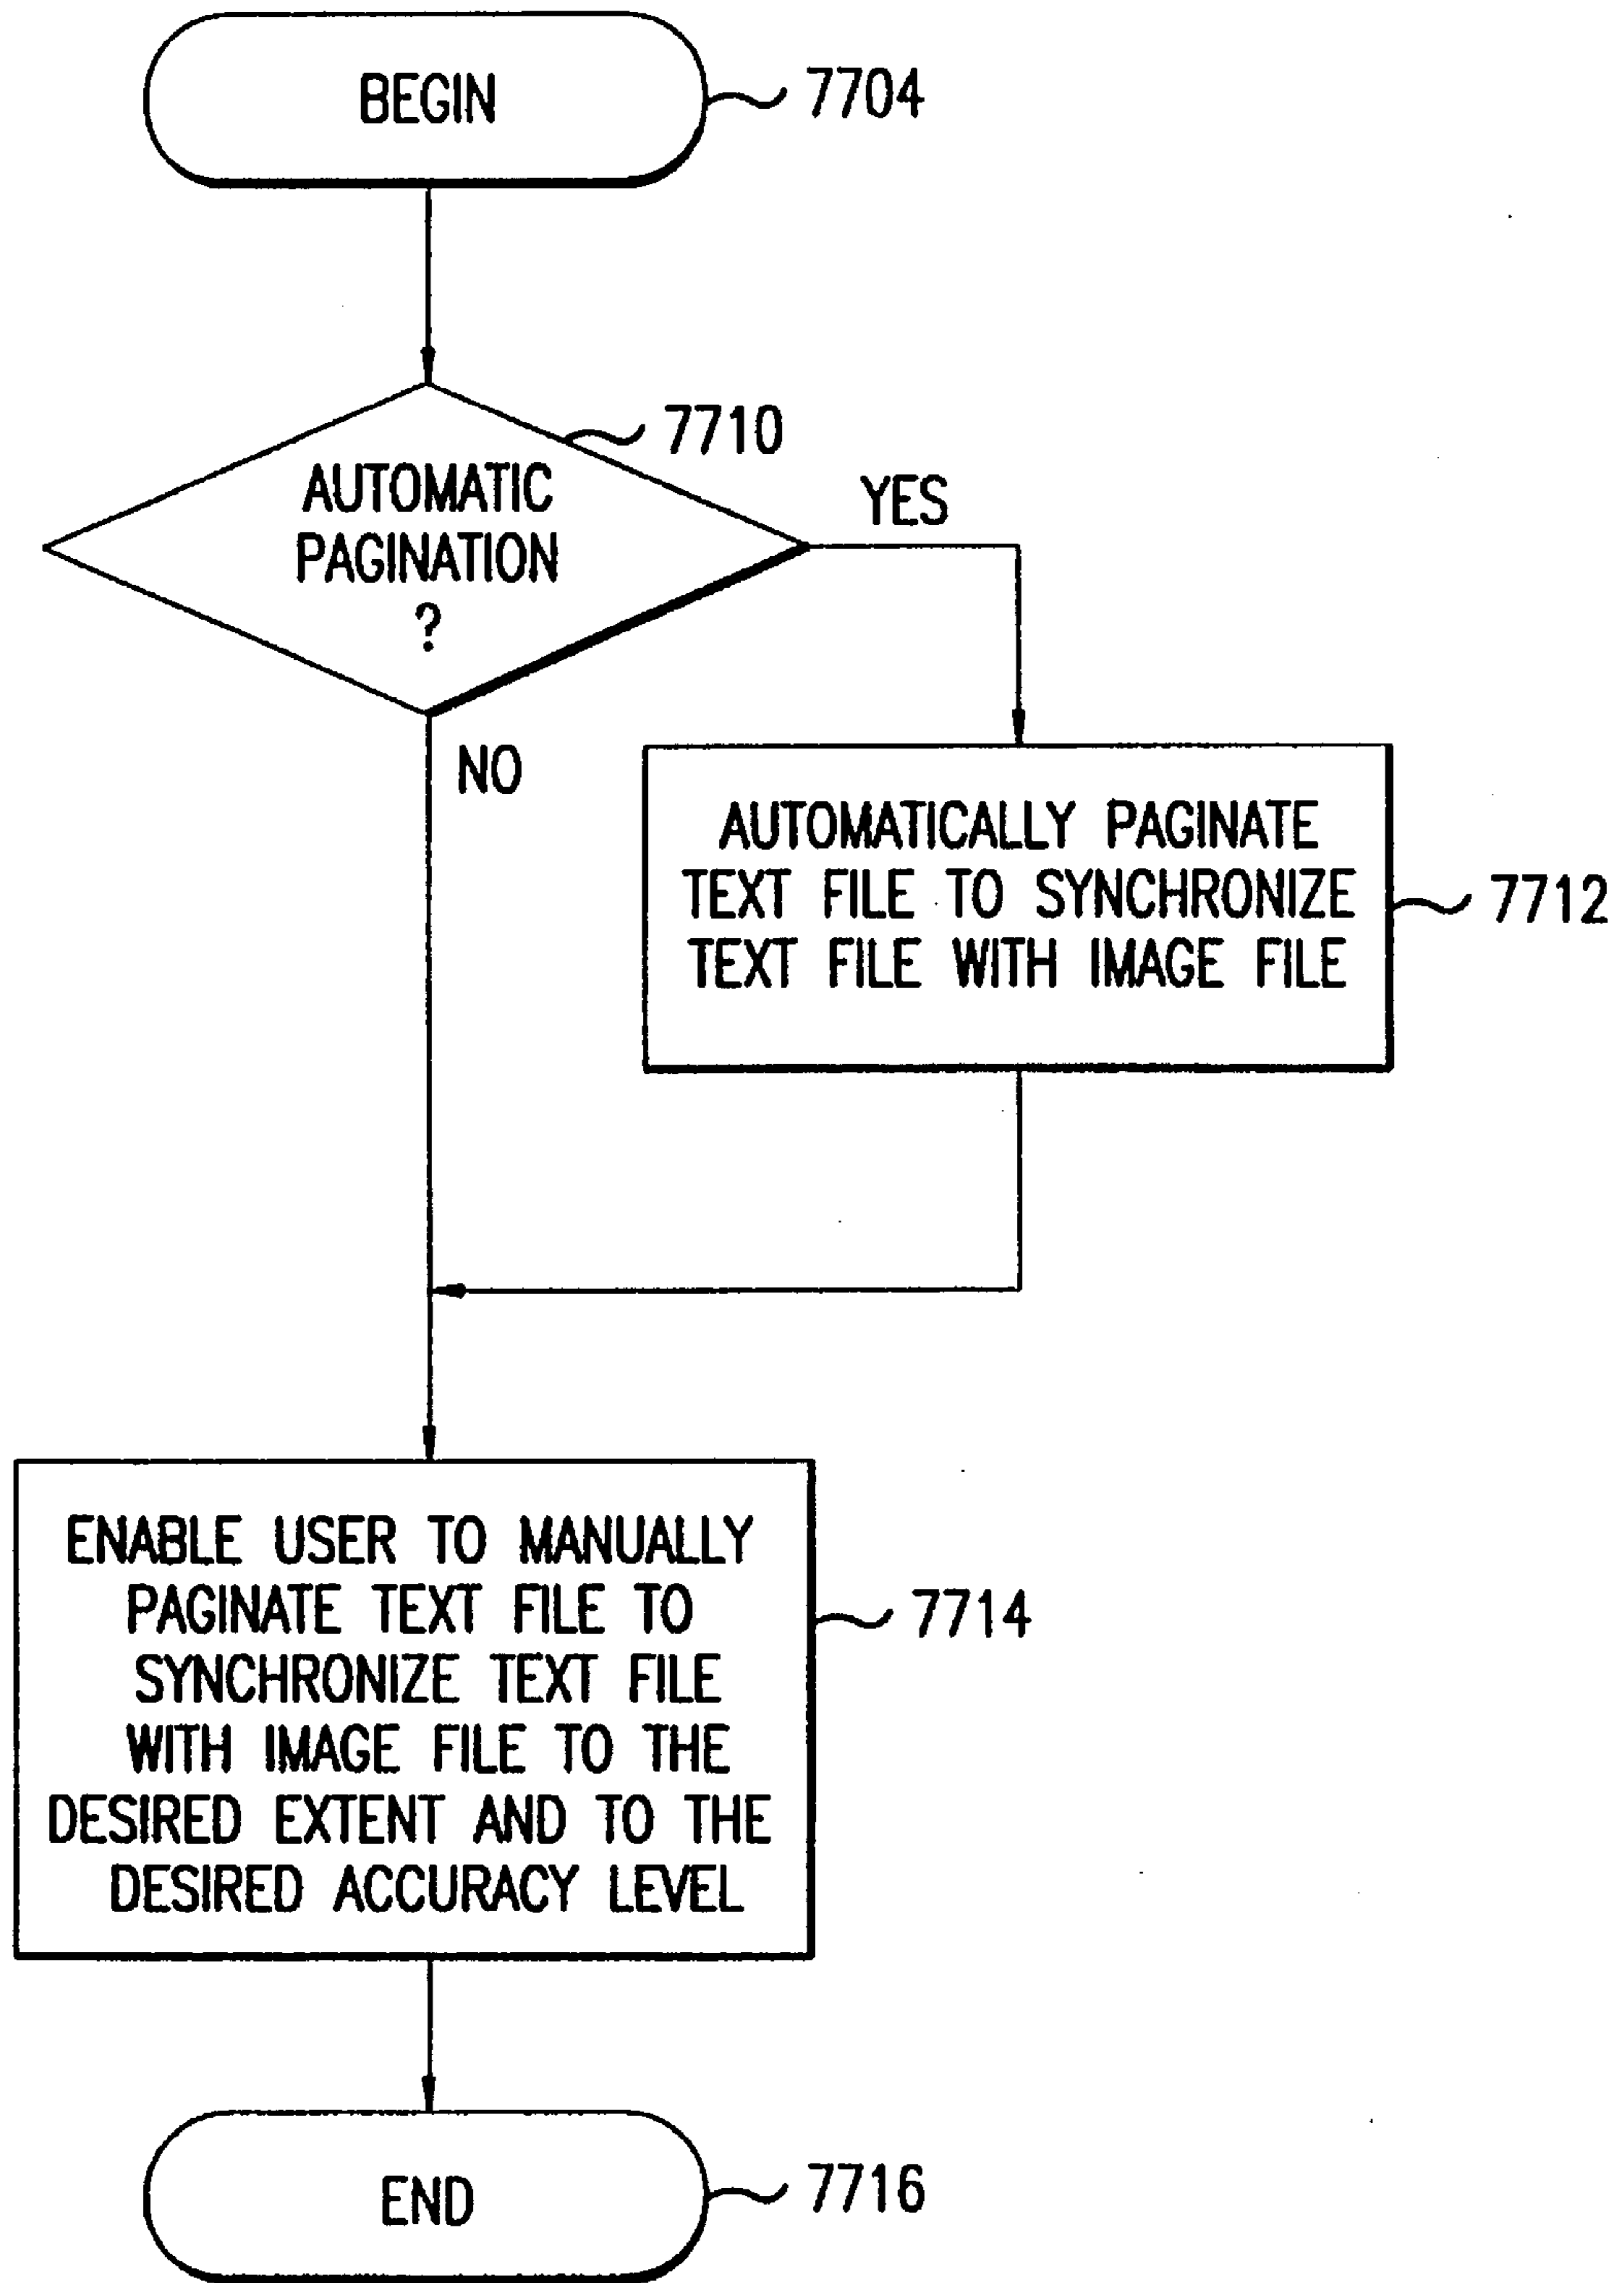 BEGIN
7704
7710
AUTOMATIC
PAGINATION
?
YES
NO
AUTOMATICALLY PAGINATE
TEXT FILE TO SYNCHRONIZE
TEXT FILE WITH IMAGE FILE
7712
ENABLE USER TO MANUALLY
PAGINATE TEXT FILE TO
SYNCHRONIZE TEXT FILE
WITH IMAGE FILE TO THE
DESIRED EXTENT AND TO THE
DESIRED ACCURACY LEVEL
7714
END
7716